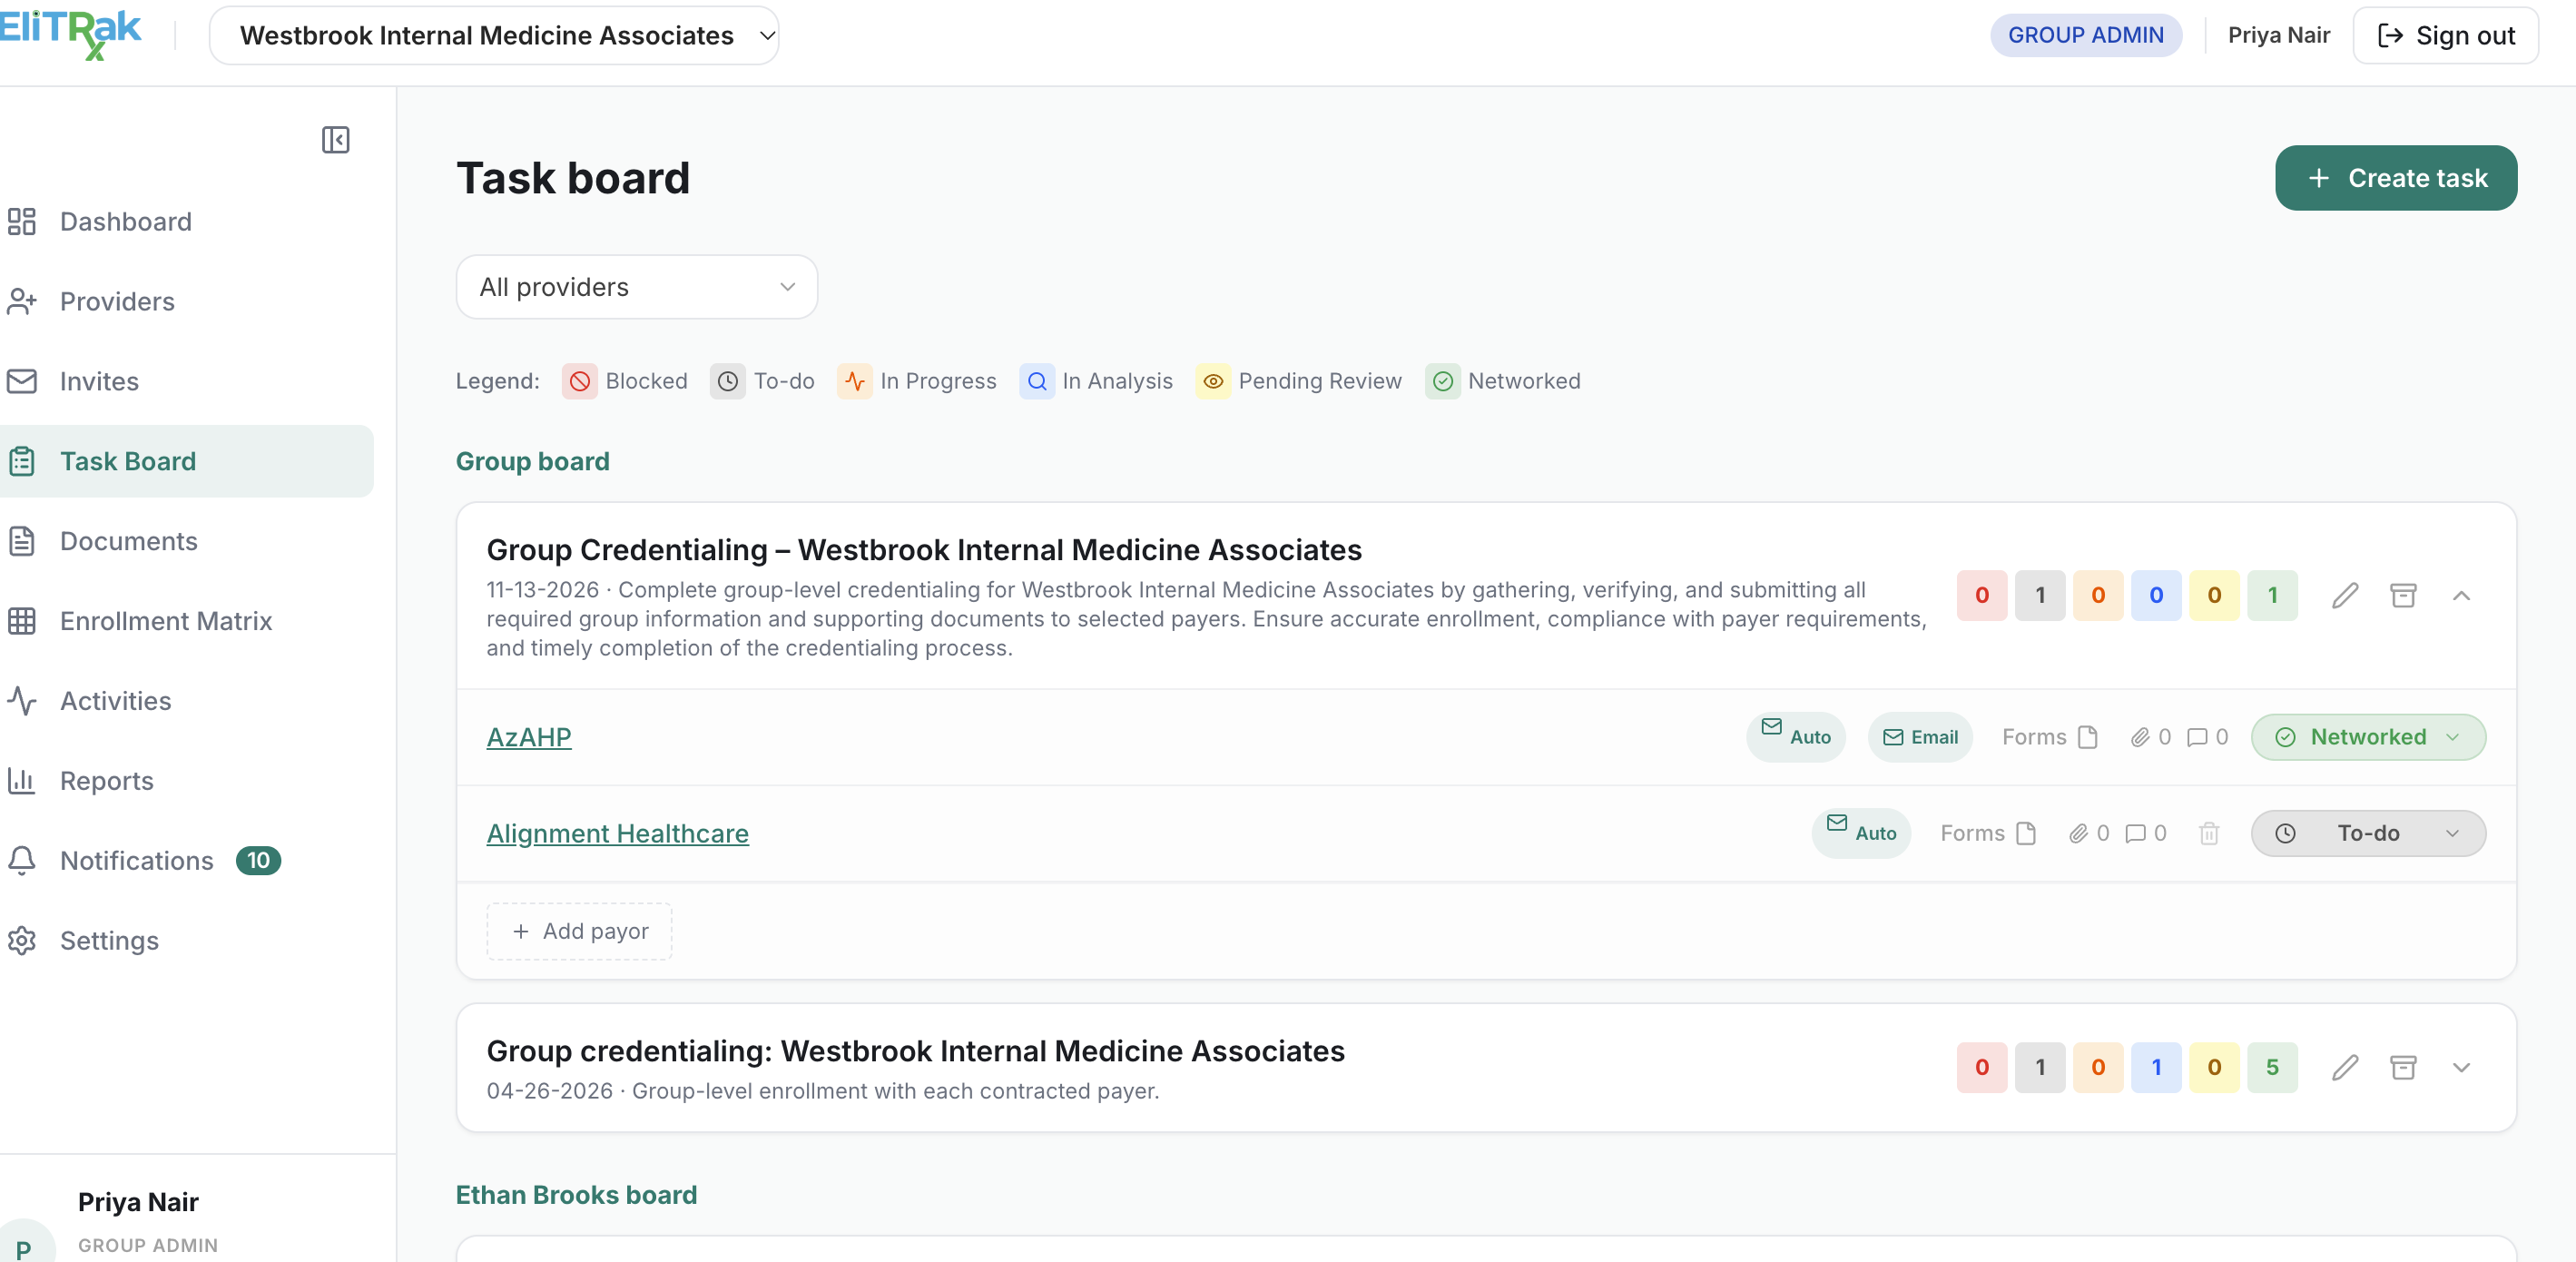 EliTRak
x
Westbrook Internal Medicine Associates
GROUP ADMIN
Priya Nair
Sign out
Dashboard
Providers
Invites
Task Board
Documents
Enrollment Matrix
Activities
Reports
Notifications 10
Settings
Priya Nair
GROUP ADMIN
P
Task board
+ Create task
All providers
Legend: Blocked To-do In Progress In Analysis Pending Review Networked
Group board
Group Credentialing – Westbrook Internal Medicine Associates
11-13-2026 · Complete group-level credentialing for Westbrook Internal Medicine Associates by gathering, verifying, and submitting all
required group information and supporting documents to selected payers. Ensure accurate enrollment, compliance with payer requirements,
and timely completion of the credentialing process.
0 1 0 0 0 1
AzAHP
Auto Email Forms 0 0 Networked
Alignment Healthcare
Auto Forms 0 0 To-do
+ Add payor
Group credentialing: Westbrook Internal Medicine Associates
04-26-2026 · Group-level enrollment with each contracted payer.
0 1 0 1 0 5
Ethan Brooks board